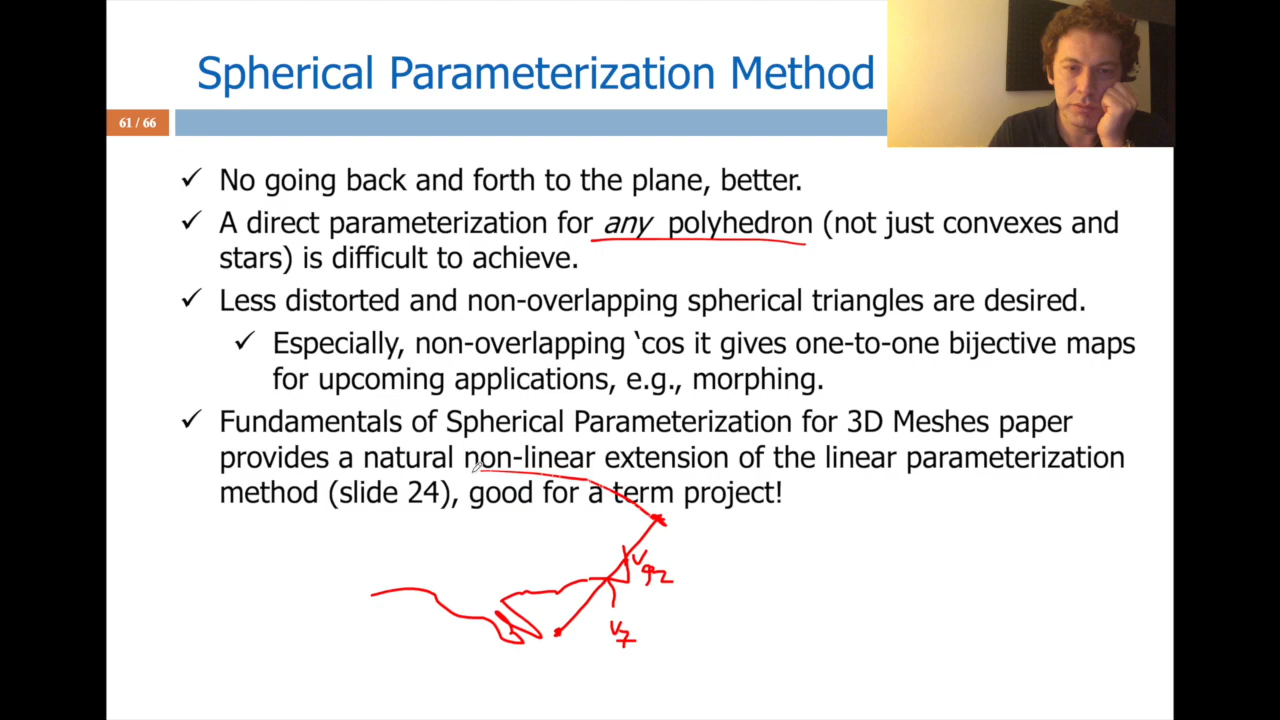 Spherical Parameterization Method
61 / 66
✓ No going back and forth to the plane, better.
✓ A direct parameterization for any polyhedron (not just convexes and
stars) is difficult to achieve.
✓ Less distorted and non-overlapping spherical triangles are desired.
✓ Especially, non-overlapping ‘cos it gives one-to-one bijective maps
for upcoming applications, e.g., morphing.
✓ Fundamentals of Spherical Parameterization for 3D Meshes paper
provides a natural non-linear extension of the linear parameterization
method (slide 24), good for a term project!
v92
v7